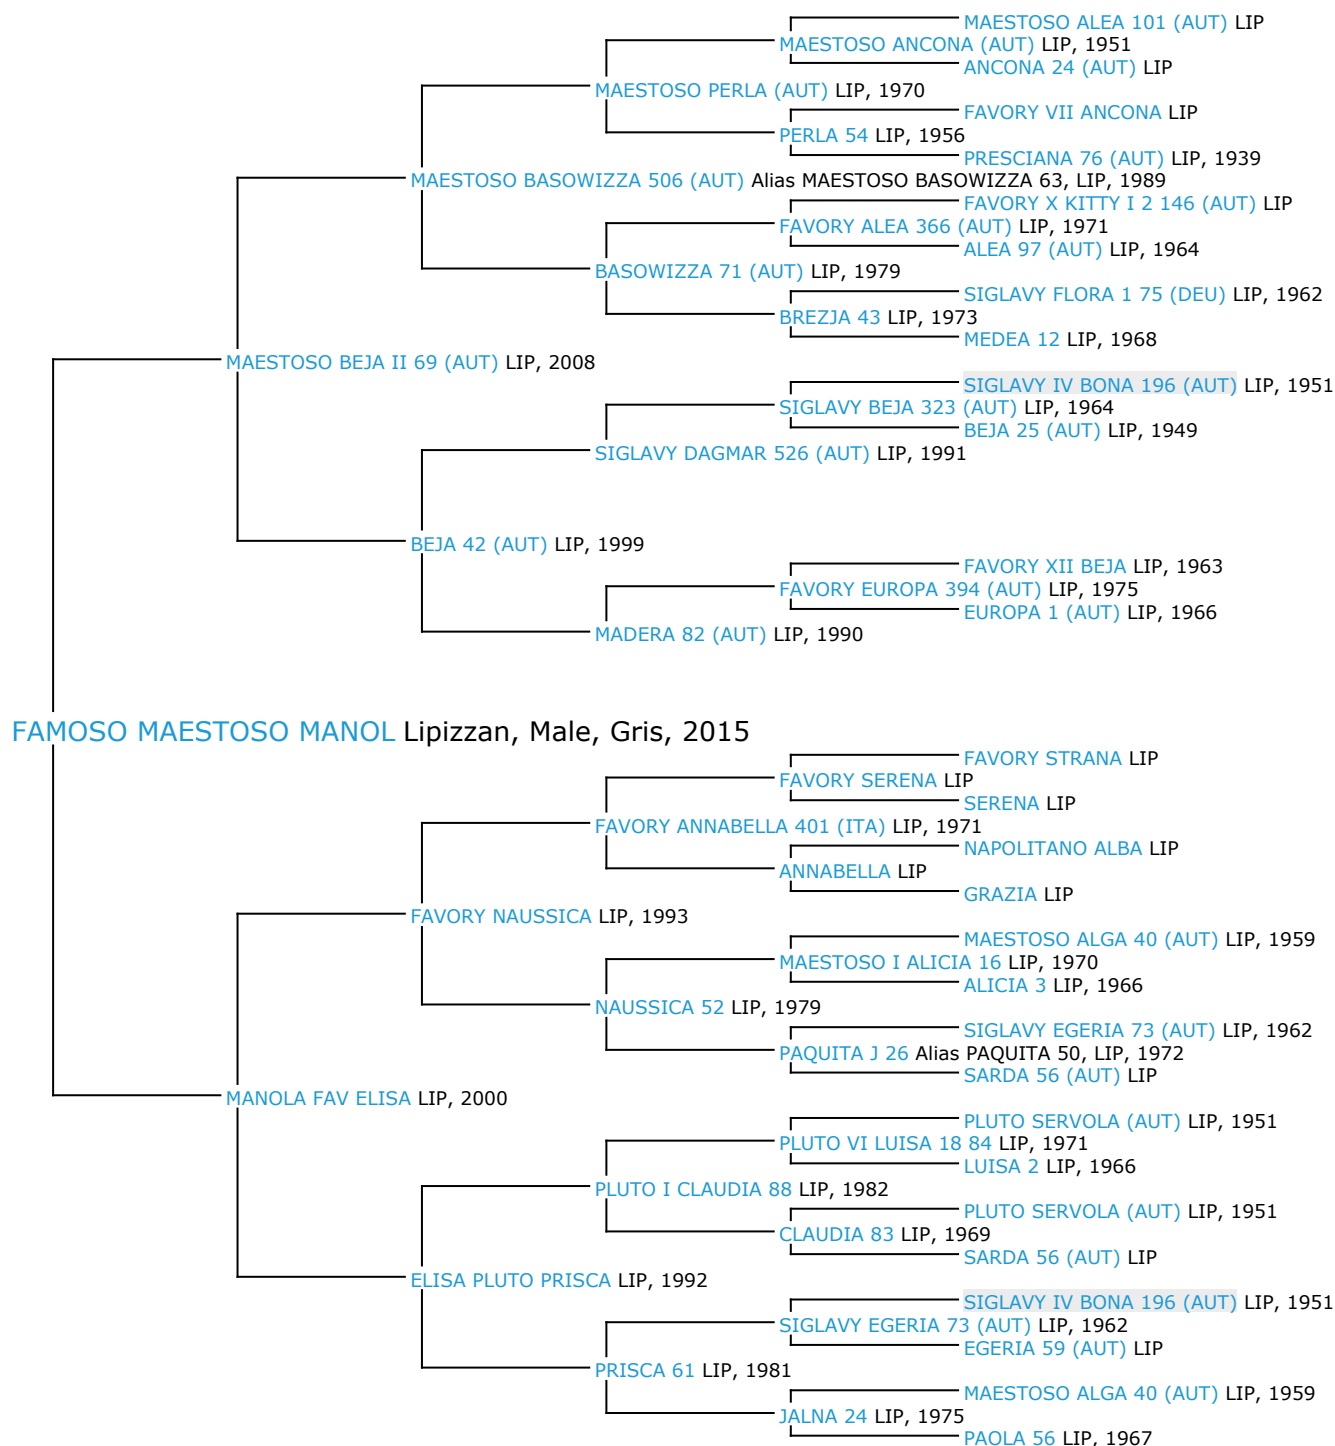 MAESTOSO ALEA 101 (AUT) LIP
MAESTOSO ANCONA (AUT) LIP, 1951
ANCONA 24 (AUT) LIP
MAESTOSO PERLA (AUT) LIP, 1970
FAVORY VII ANCONA LIP
PERLA 54 LIP, 1956
PRESCIANA 76 (AUT) LIP, 1939
MAESTOSO BASOWIZZA 506 (AUT) Alias MAESTOSO BASOWIZZA 63, LIP, 1989
FAVORY X KITTY I 2 146 (AUT) LIP
FAVORY ALEA 366 (AUT) LIP, 1971
ALEA 97 (AUT) LIP, 1964
BASOWIZZA 71 (AUT) LIP, 1979
SIGLAVY FLORA 1 75 (DEU) LIP, 1962
BREZJA 43 LIP, 1973
MEDEA 12 LIP, 1968
MAESTOSO BEJA II 69 (AUT) LIP, 2008
SIGLAVY IV BONA 196 (AUT) LIP, 1951
SIGLAVY BEJA 323 (AUT) LIP, 1964
BEJA 25 (AUT) LIP, 1949
SIGLAVY DAGMAR 526 (AUT) LIP, 1991
BEJA 42 (AUT) LIP, 1999
FAVORY XII BEJA LIP, 1963
FAVORY EUROPA 394 (AUT) LIP, 1975
EUROPA 1 (AUT) LIP, 1966
MADERA 82 (AUT) LIP, 1990
FAMOSO MAESTOSO MANOL Lipizzan, Male, Gris, 2015
FAVORY STRANA LIP
FAVORY SERENA LIP
SERENA LIP
FAVORY ANNABELLA 401 (ITA) LIP, 1971
NAPOLITANO ALBA LIP
ANNABELLA LIP
GRAZIA LIP
FAVORY NAUSSICA LIP, 1993
MAESTOSO ALGA 40 (AUT) LIP, 1959
MAESTOSO I ALICIA 16 LIP, 1970
ALICIA 3 LIP, 1966
NAUSSICA 52 LIP, 1979
SIGLAVY EGERIA 73 (AUT) LIP, 1962
PAQUITA J 26 Alias PAQUITA 50, LIP, 1972
SARDA 56 (AUT) LIP
MANOLA FAV ELISA LIP, 2000
PLUTO SERVOLA (AUT) LIP, 1951
PLUTO VI LUISA 18 84 LIP, 1971
LUISA 2 LIP, 1966
PLUTO I CLAUDIA 88 LIP, 1982
PLUTO SERVOLA (AUT) LIP, 1951
CLAUDIA 83 LIP, 1969
SARDA 56 (AUT) LIP
ELISA PLUTO PRISCA LIP, 1992
SIGLAVY IV BONA 196 (AUT) LIP, 1951
SIGLAVY EGERIA 73 (AUT) LIP, 1962
EGERIA 59 (AUT) LIP
PRISCA 61 LIP, 1981
MAESTOSO ALGA 40 (AUT) LIP, 1959
JALNA 24 LIP, 1975
PAOLA 56 LIP, 1967